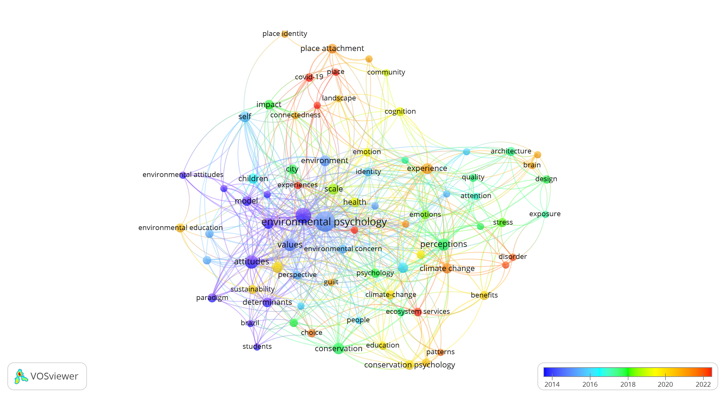 place identity
place attachment
covid-19
place
community
landscape
impact
connectedness
cognition
self
emotion
architecture
environment
brain
city
identity
experience
environmental attitudes
children
quality
design
experiences
scale
attention
model
health
emotions
exposure
environmental psychology
stress
environmental education
values
environmental concern
perceptions
disorder
attitudes
climate change
perspective
psychology
guilt
sustainability
climate-change
benefits
paradigm
determinants
ecosystem services
brazil
people
choice
students
conservation
education
patterns
conservation psychology
VOSviewer
2014 2016 2018 2020 2022